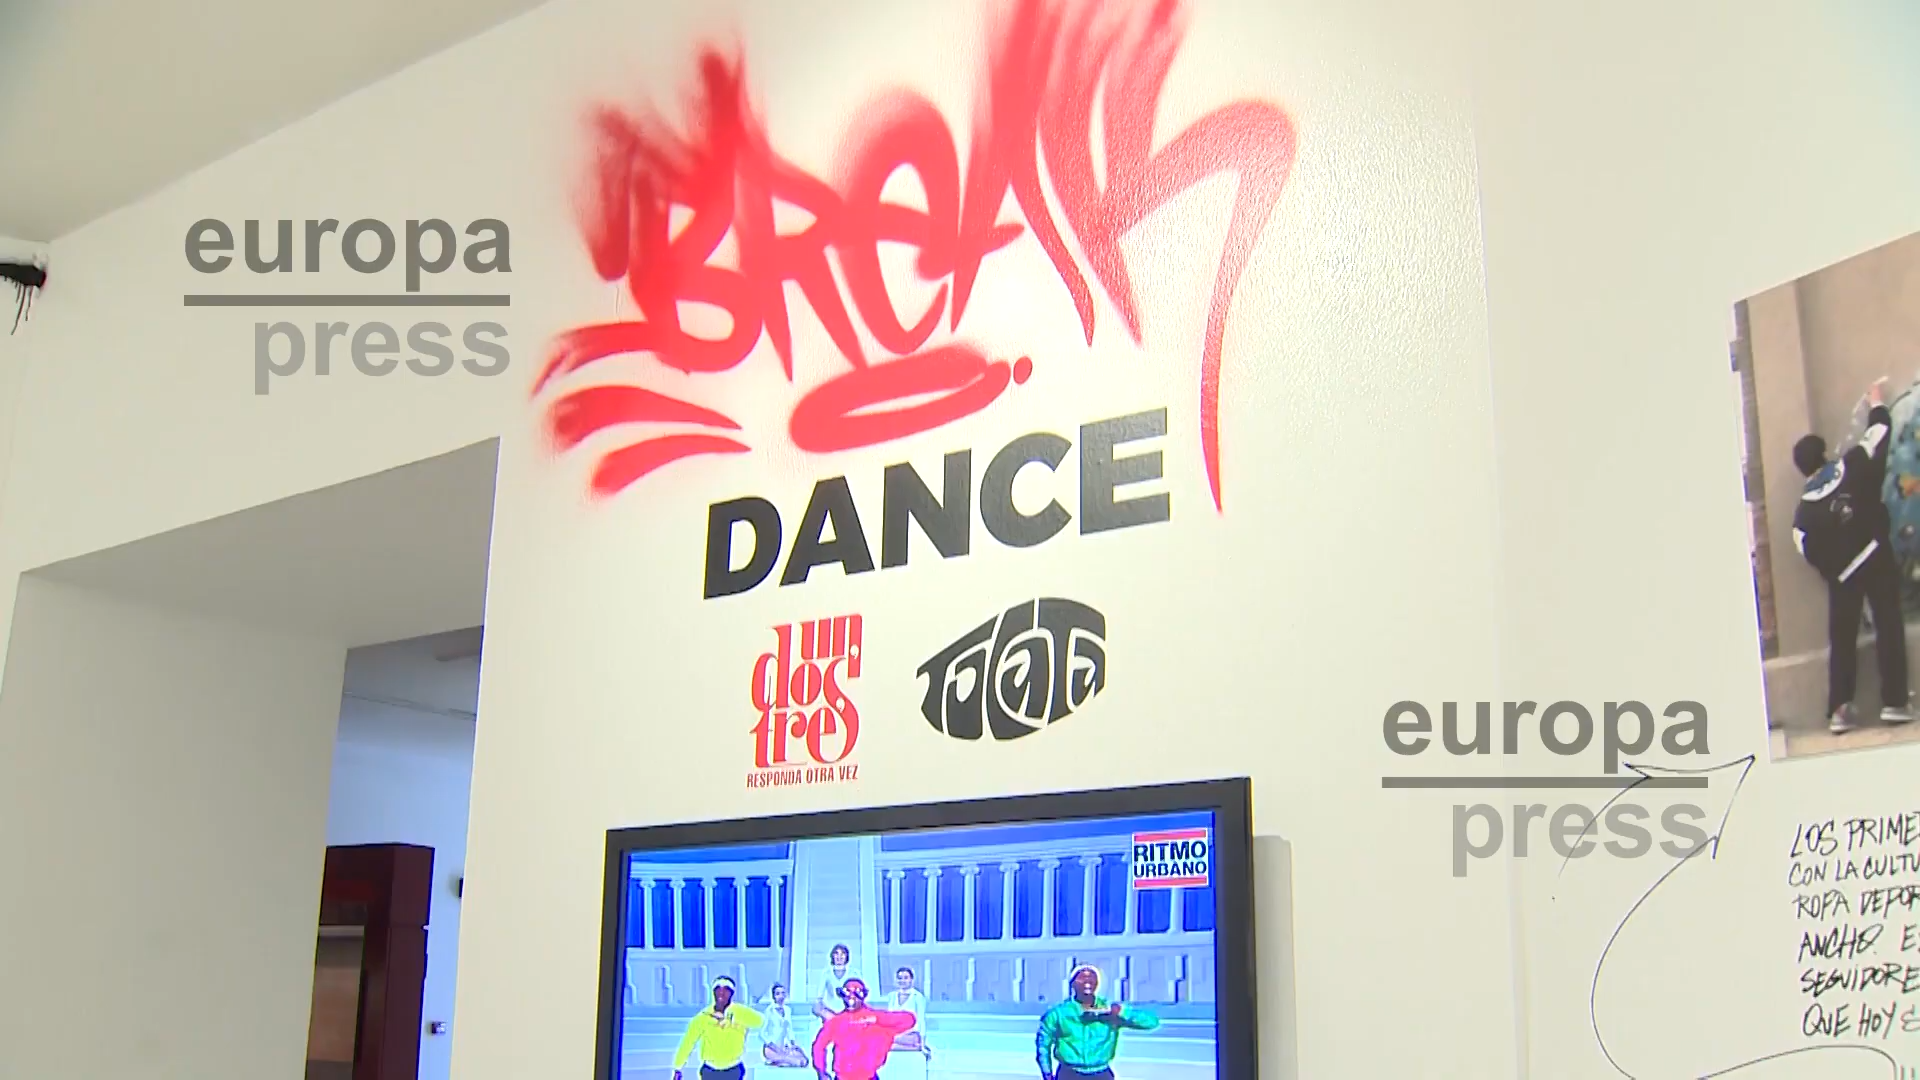 BREAK
DANCE
un,
dos,
tres
RESPONDA OTRA VEZ
TOCATA
RITMO
URBANO
europa
press
europa
press
LOS PRIME
CON LA CULTU
ROPA DEPOR
ANCHO. E
SEGUIDORE
QUE HOY